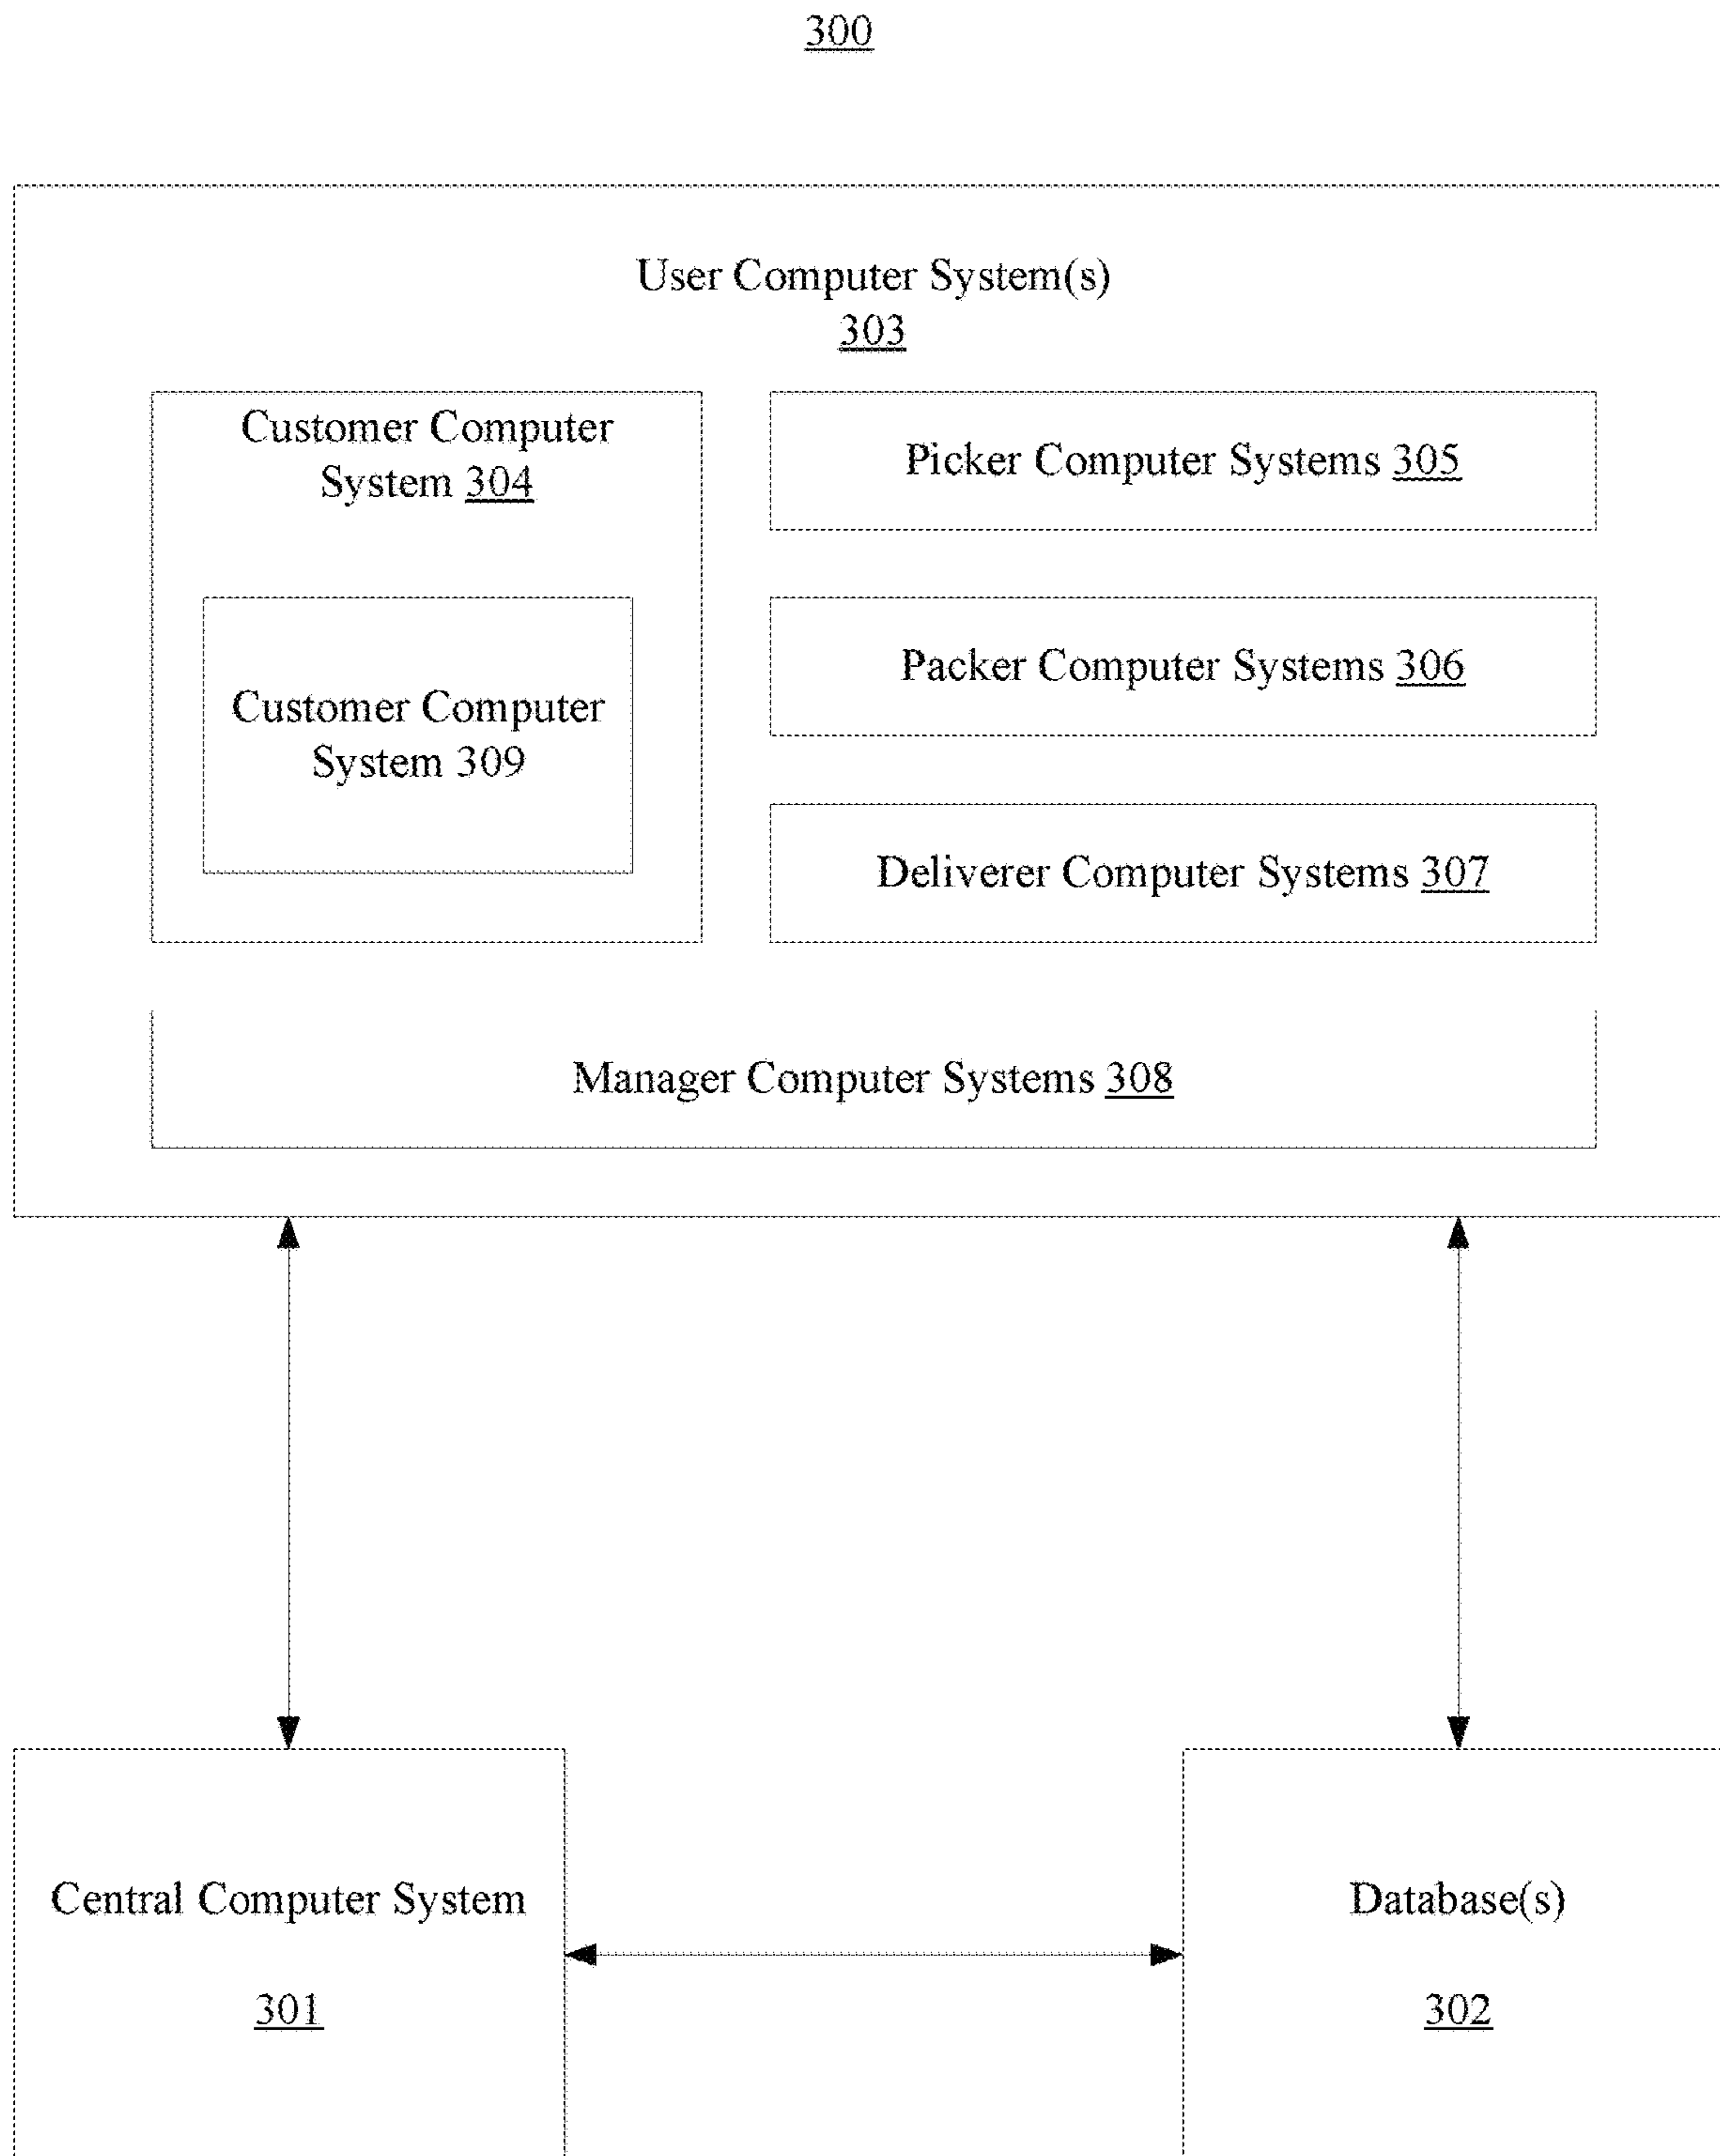 300
User Computer System(s)
303
Customer Computer
System 304
Customer Computer
System 309
Picker Computer Systems 305
Packer Computer Systems 306
Deliverer Computer Systems 307
Manager Computer Systems 308
Central Computer System
301
Database(s)
302